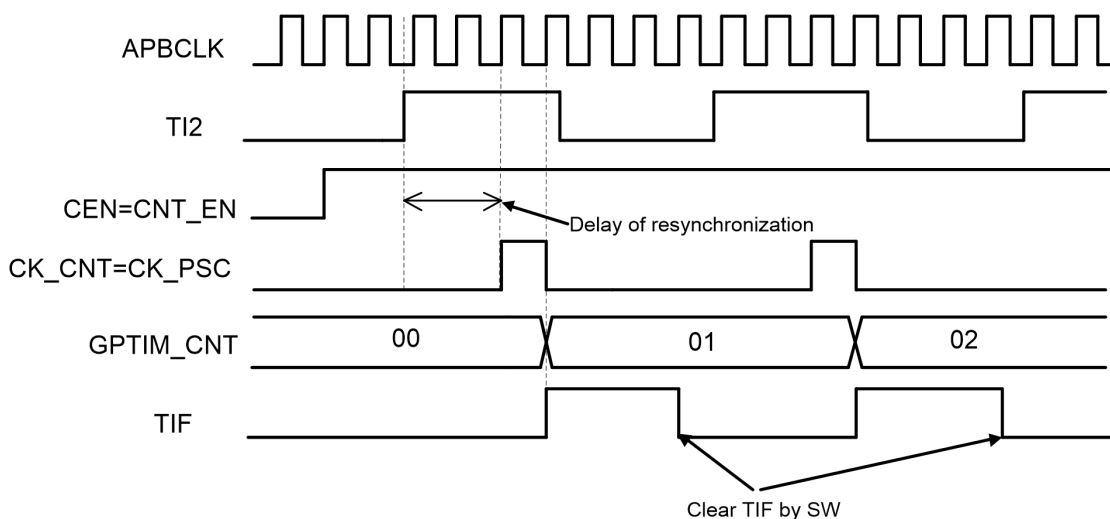 APBCLK
TI2
CEN=CNT_EN
Delay of resynchronization
CK_CNT=CK_PSC
GPTIM_CNT
00
01
02
TIF
Clear TIF by SW